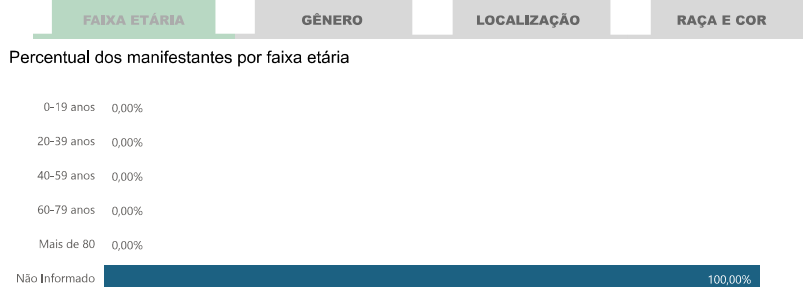 FAIXA ETÁRIA GÊNERO LOCALIZAÇÃO RAÇA E COR
Percentual dos manifestantes por faixa etária
0-19 anos 0,00%
20-39 anos 0,00%
40-59 anos 0,00%
60-79 anos 0,00%
Mais de 80 0,00%
Não Informado 100,00%